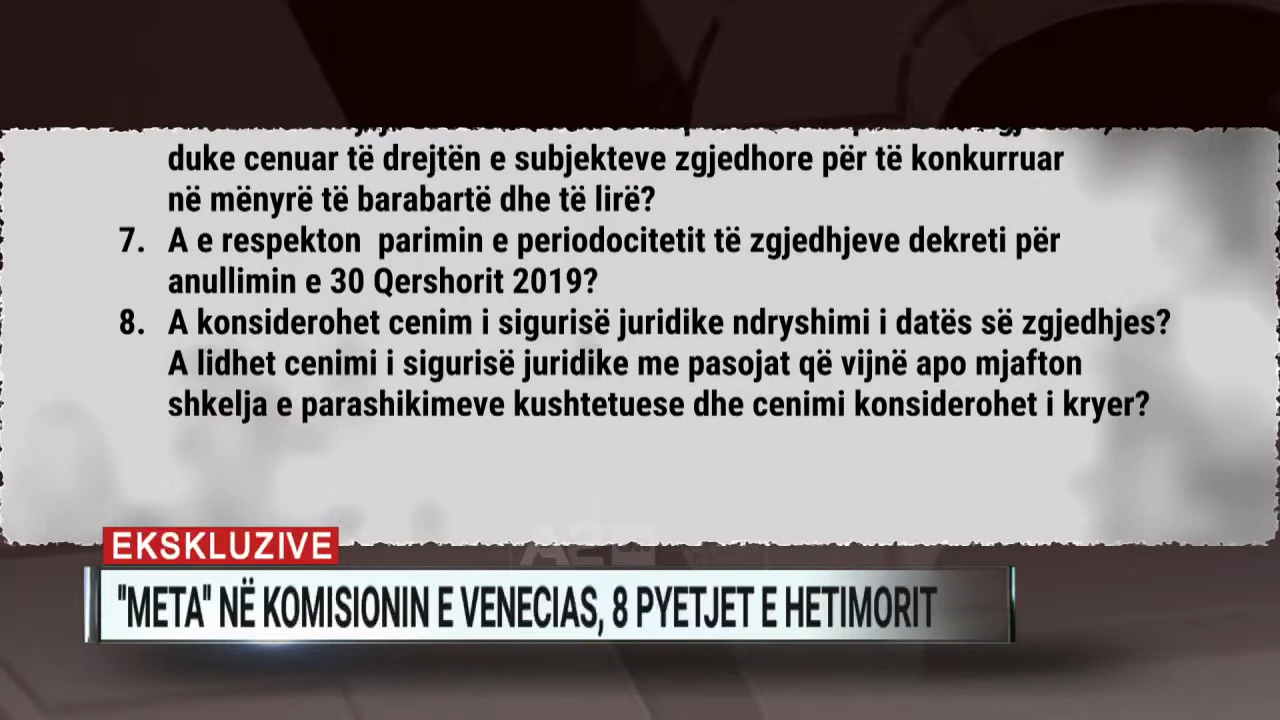 duke cenuar të drejtën e subjekteve zgjedhore për të konkurruar
në mënyrë të barabartë dhe të lirë?
7. A e respekton parimin e periodocitetit të zgjedhjeve dekreti për
anullimin e 30 Qershorit 2019?
8. A konsiderohet cenim i sigurisë juridike ndryshimi i datës së zgjedhjes?
A lidhet cenimi i sigurisë juridike me pasojat që vijnë apo mjafton
shkelja e parashikimeve kushtetuese dhe cenimi konsiderohet i kryer?
EKSKLUZIVE
"META" NË KOMISIONIN E VENECIAS, 8 PYETJET E HETIMORIT